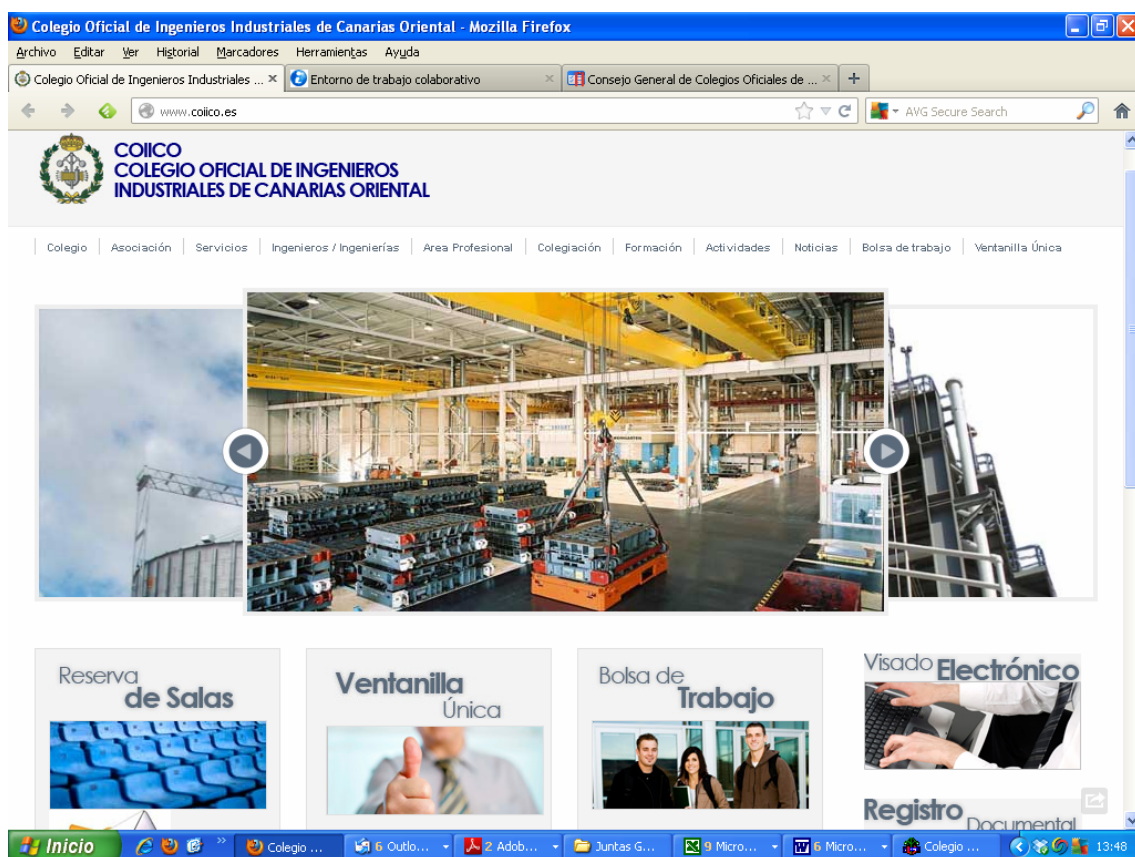 Colegio Oficial de Ingenieros Industriales de Canarias Oriental - Mozilla Firefox
Archivo Editar Ver Historial Marcadores Herramientas Ayuda
Colegio Oficial de Ingenieros Industriales ... Entorno de trabajo colaborativo Consejo General de Colegios Oficiales de ...
www.coiico.es AVG Secure Search
COIICO
COLEGIO OFICIAL DE INGENIEROS
INDUSTRIALES DE CANARIAS ORIENTAL
Colegio Asociación Servicios Ingenieros / Ingenierías Area Profesional Colegiación Formación Actividades Noticias Bolsa de trabajo Ventanilla Única
Reserva
de Salas
Ventanilla
Única
Bolsa de
Trabajo
Visado Electrónico
Registro
Documental
Inicio Colegio ... 6 Outlo... 2 Adob... Juntas G... 9 Micro... 6 Micro... Colegio ... 13:48